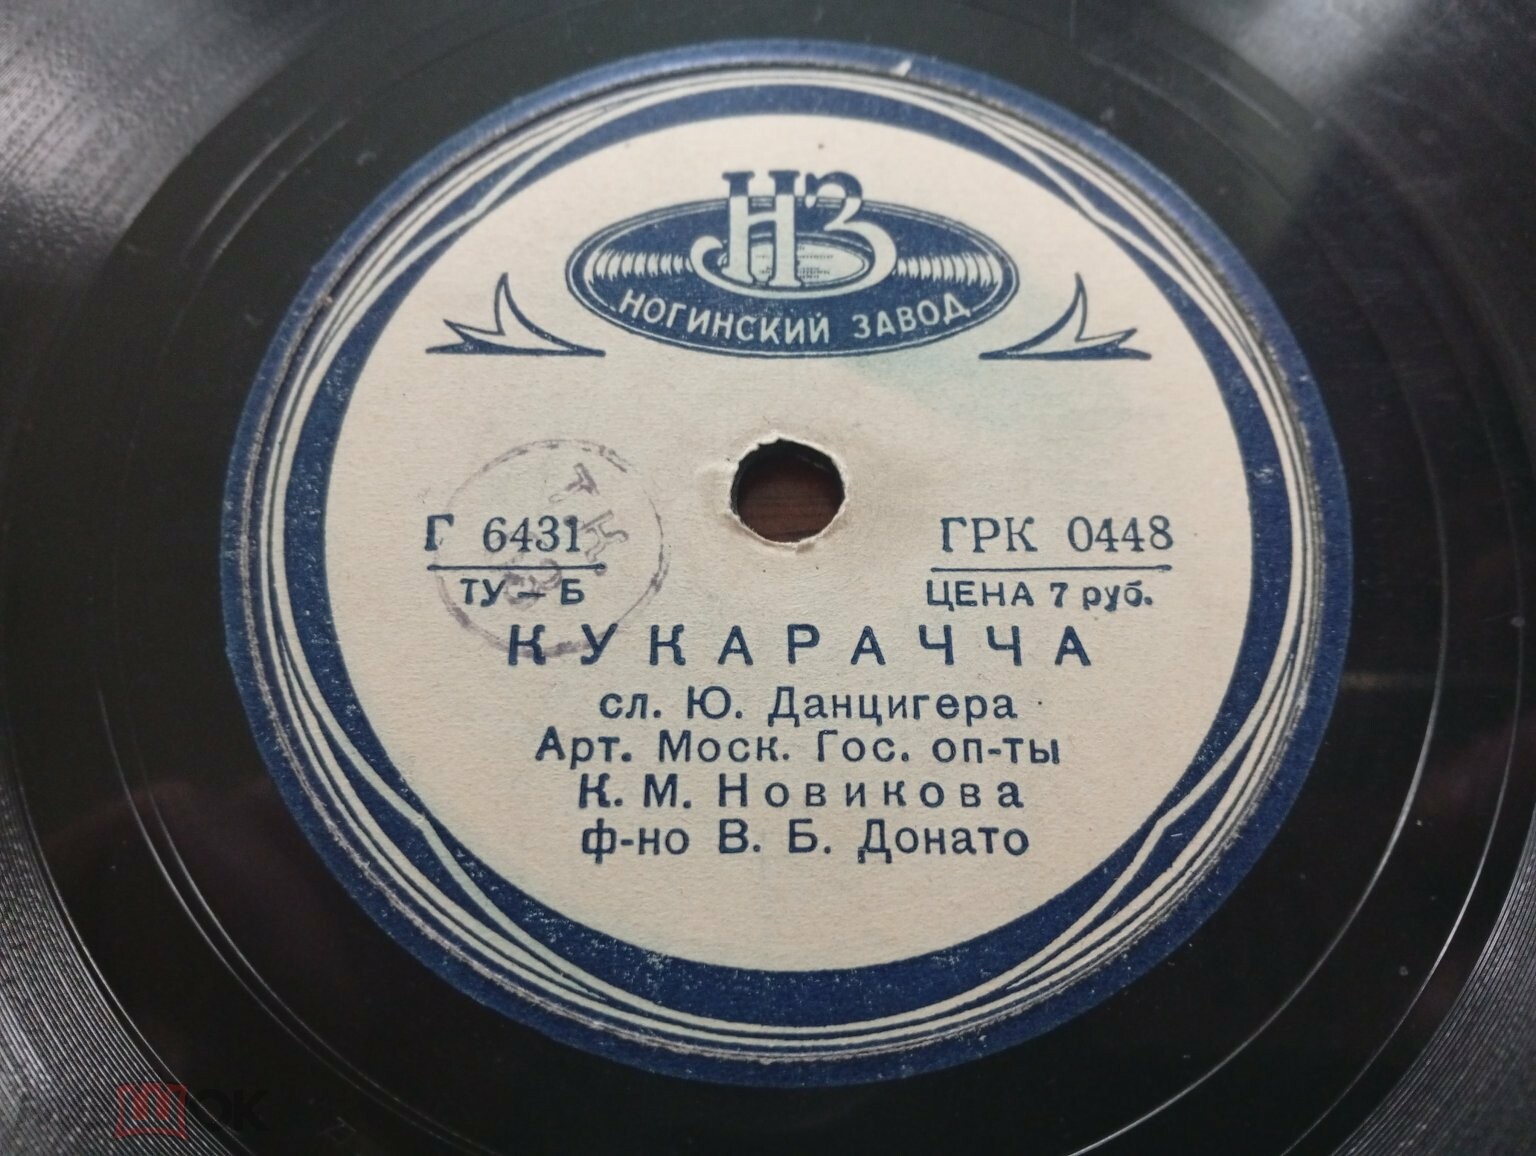 НЗ
НОГИНСКИЙ ЗАВОД
Г 6431 ГРК 0448
ТУ — Б ЦЕНА 7 руб.
КУКАРАЧЧА
сл. Ю. Данцигера
Арт. Моск. Гос. оп-ты
К. М. Новикова
ф-но В. Б. Донато